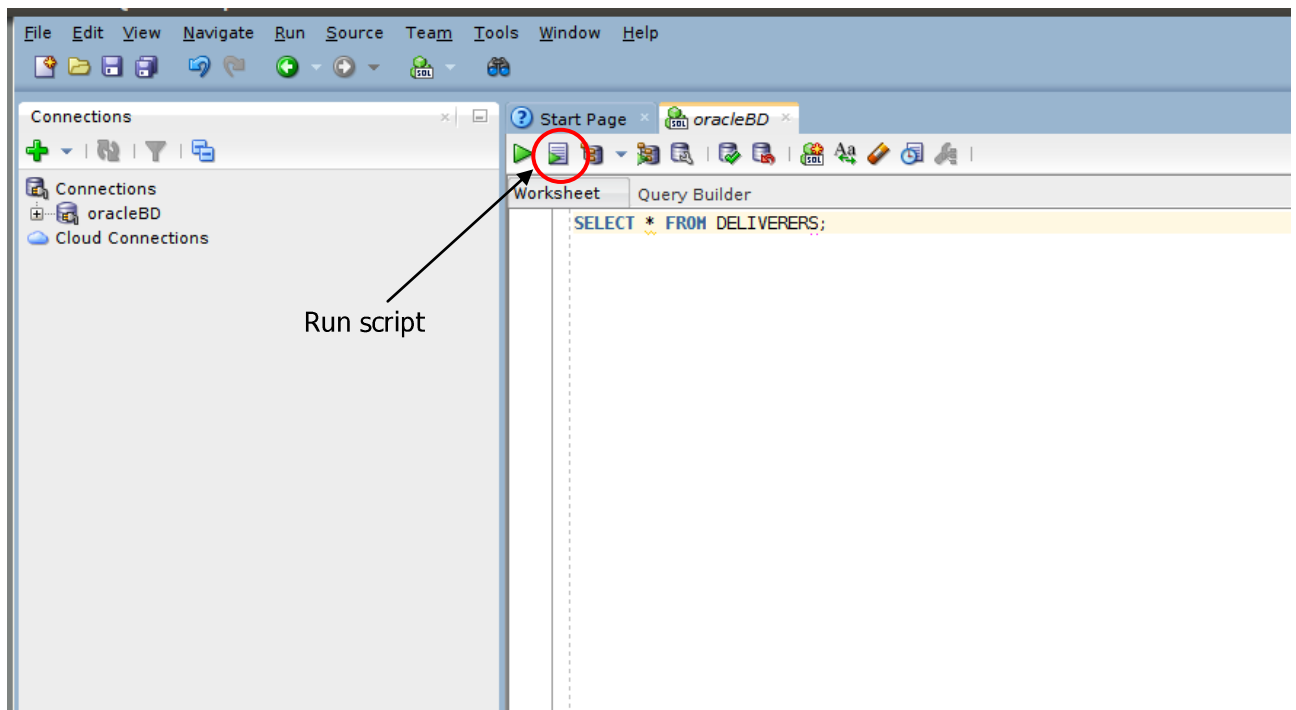 File Edit View Navigate Run Source Team Tools Window Help
Connections
Start Page oracleBD
Worksheet Query Builder
Connections
oracleBD
Cloud Connections
SELECT * FROM DELIVERERS;
Run script